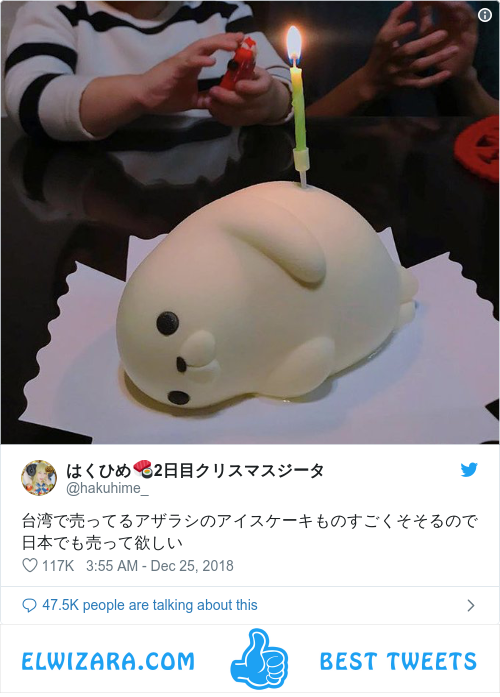 はくひめ🍣2日目クリスマスジータ
@hakuhime_
台湾で売ってるアザラシのアイスケーキものすごくそそるので
日本でも売って欲しい
117K 3:55 AM - Dec 25, 2018
47.5K people are talking about this
ELWIZARA.COM BEST TWEETS